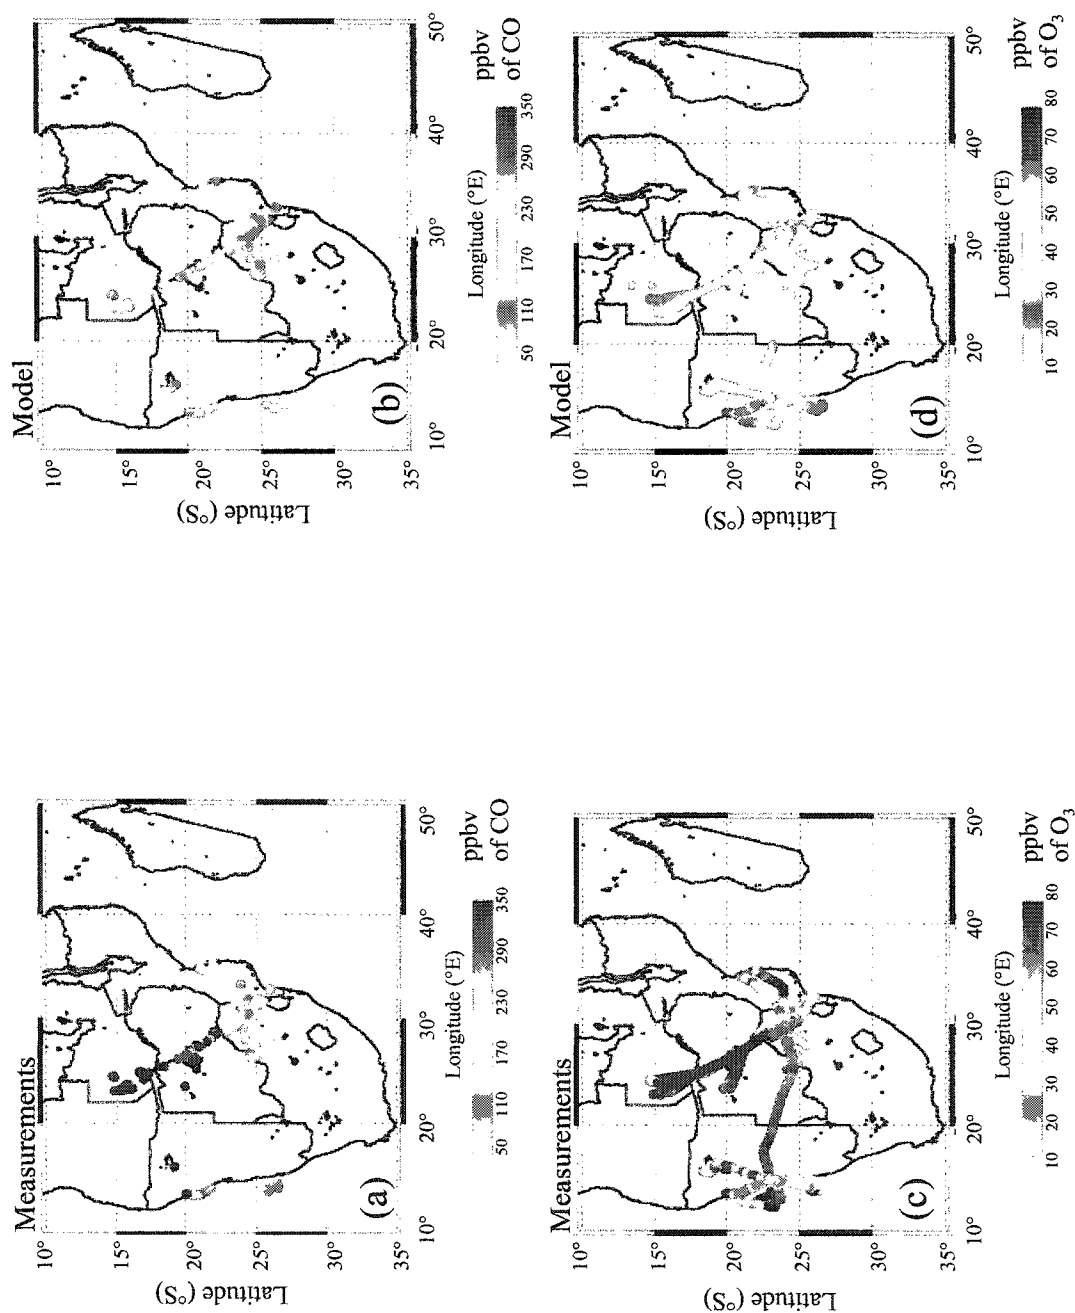 Measurements
(a)
10°
15°
20°
25°
30°
35°
Latitude (°S)
10°
20°
30°
40°
50°
Longitude (°E)
50 110 170 230 290 350
ppbv
of CO
Model
(b)
10°
15°
20°
25°
30°
35°
Latitude (°S)
10°
20°
30°
40°
50°
Longitude (°E)
50 110 170 230 290 350
ppbv
of CO
Measurements
(c)
10°
15°
20°
25°
30°
35°
Latitude (°S)
10°
20°
30°
40°
50°
Longitude (°E)
10 20 30 40 50 60 70 80
ppbv
of O₃
Model
(d)
10°
15°
20°
25°
30°
35°
Latitude (°S)
10°
20°
30°
40°
50°
Longitude (°E)
10 20 30 40 50 60 70 80
ppbv
of O₃